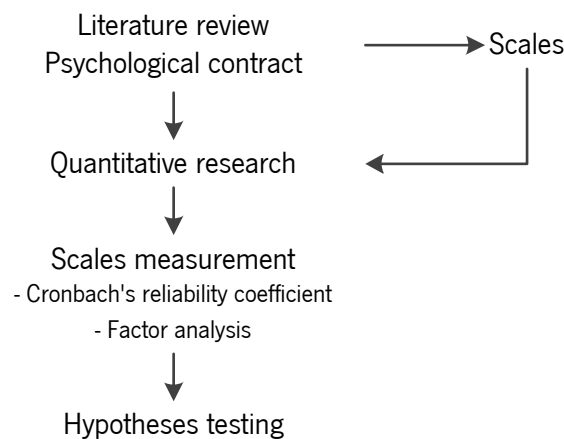 Literature review
Psychological contract
Scales
Quantitative research
Scales measurement
- Cronbach's reliability coefficient
- Factor analysis
Hypotheses testing